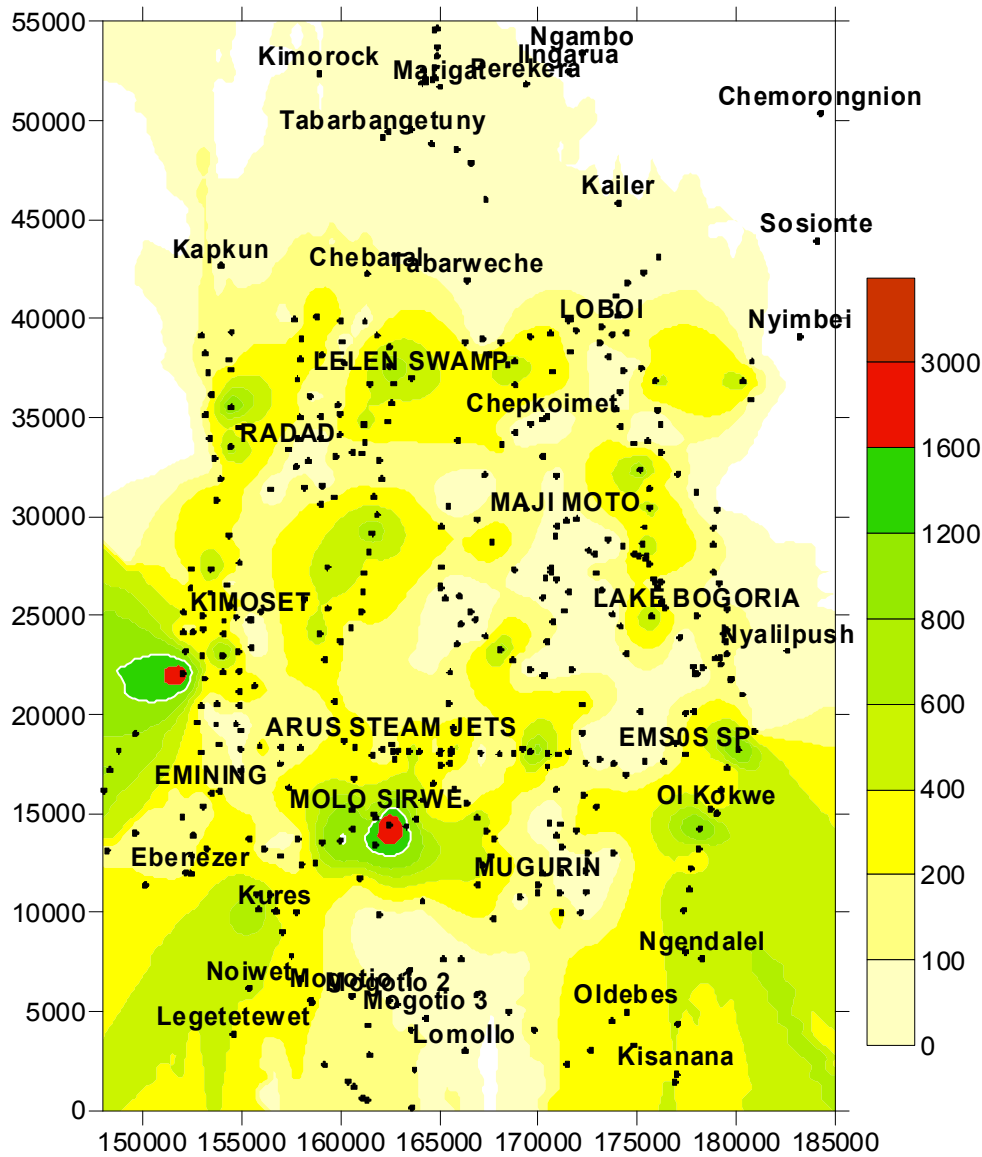 55000
Ngambo
Kimorock
Ilngarua
Marigat
Perekera
Chemorongnion
50000
Tabarbangetuny
Kailer
45000
Sosionte
Kapkun
Chebaral
Tabarweche
40000
LOBOI
Nyimbei
LELEN SWAMP
3000
35000
Chepkoimet
RADAD
1600
30000
MAJI MOTO
1200
25000
KIMOSET
LAKE BOGORIA
800
Nyalilpush
600
20000
ARUS STEAM JETS
EMS0S SP
400
EMINING
15000
MOLO SIRWE
Ol Kokwe
200
Ebenezer
MUGURIN
10000
Kures
100
Ngendalel
Noiwet
Mogotio 1
Mogotio 2
5000
Mogotio 3
Oldebes
Legetetewet
Lomollo
0
Kisanana
0
150000 155000 160000 165000 170000 175000 180000 185000